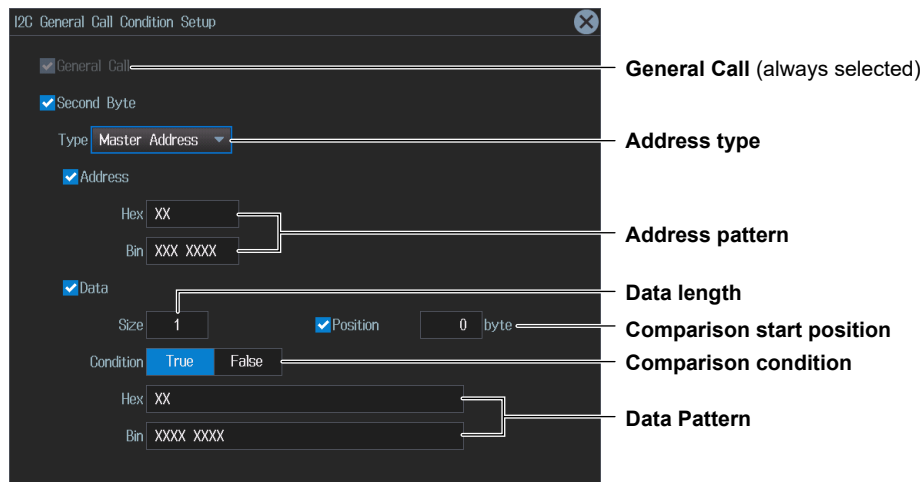 I2C General Call Condition Setup
General Call
General Call (always selected)
Second Byte
Type Master Address
Address type
Address
Hex XX
Bin XXX XXXX
Address pattern
Data
Data length
Size 1 Position 0 byte
Comparison start position
Condition True False
Comparison condition
Hex XX
Data Pattern
Bin XXXX XXXX